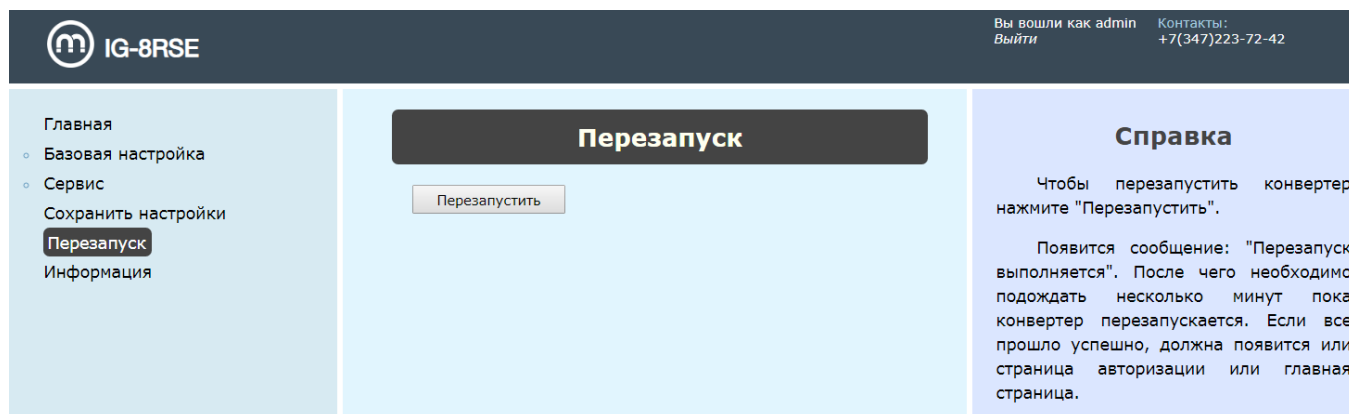 m IG-8RSE
Вы вошли как admin
Выйти
Контакты:
+7(347)223-72-42
Главная
Базовая настройка
Сервис
Сохранить настройки
Перезапуск
Информация
Перезапуск
Перезапустить
Справка
Чтобы перезапустить конвертер
нажмите "Перезапустить".
Появится сообщение: "Перезапуск
выполняется". После чего необходимо
подождать несколько минут пока
конвертер перезапускается. Если все
прошло успешно, должна появится или
страница авторизации или главная
страница.